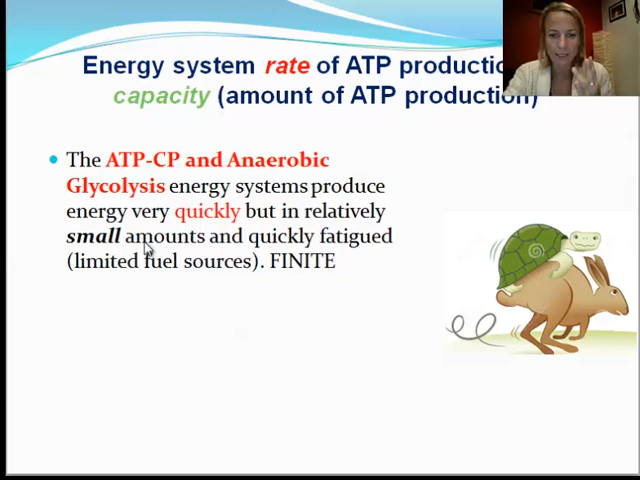 Energy system rate of ATP productio
capacity (amount of ATP production)
The ATP-CP and Anaerobic
Glycolysis energy systems produce
energy very quickly but in relatively
small amounts and quickly fatigued
(limited fuel sources). FINITE